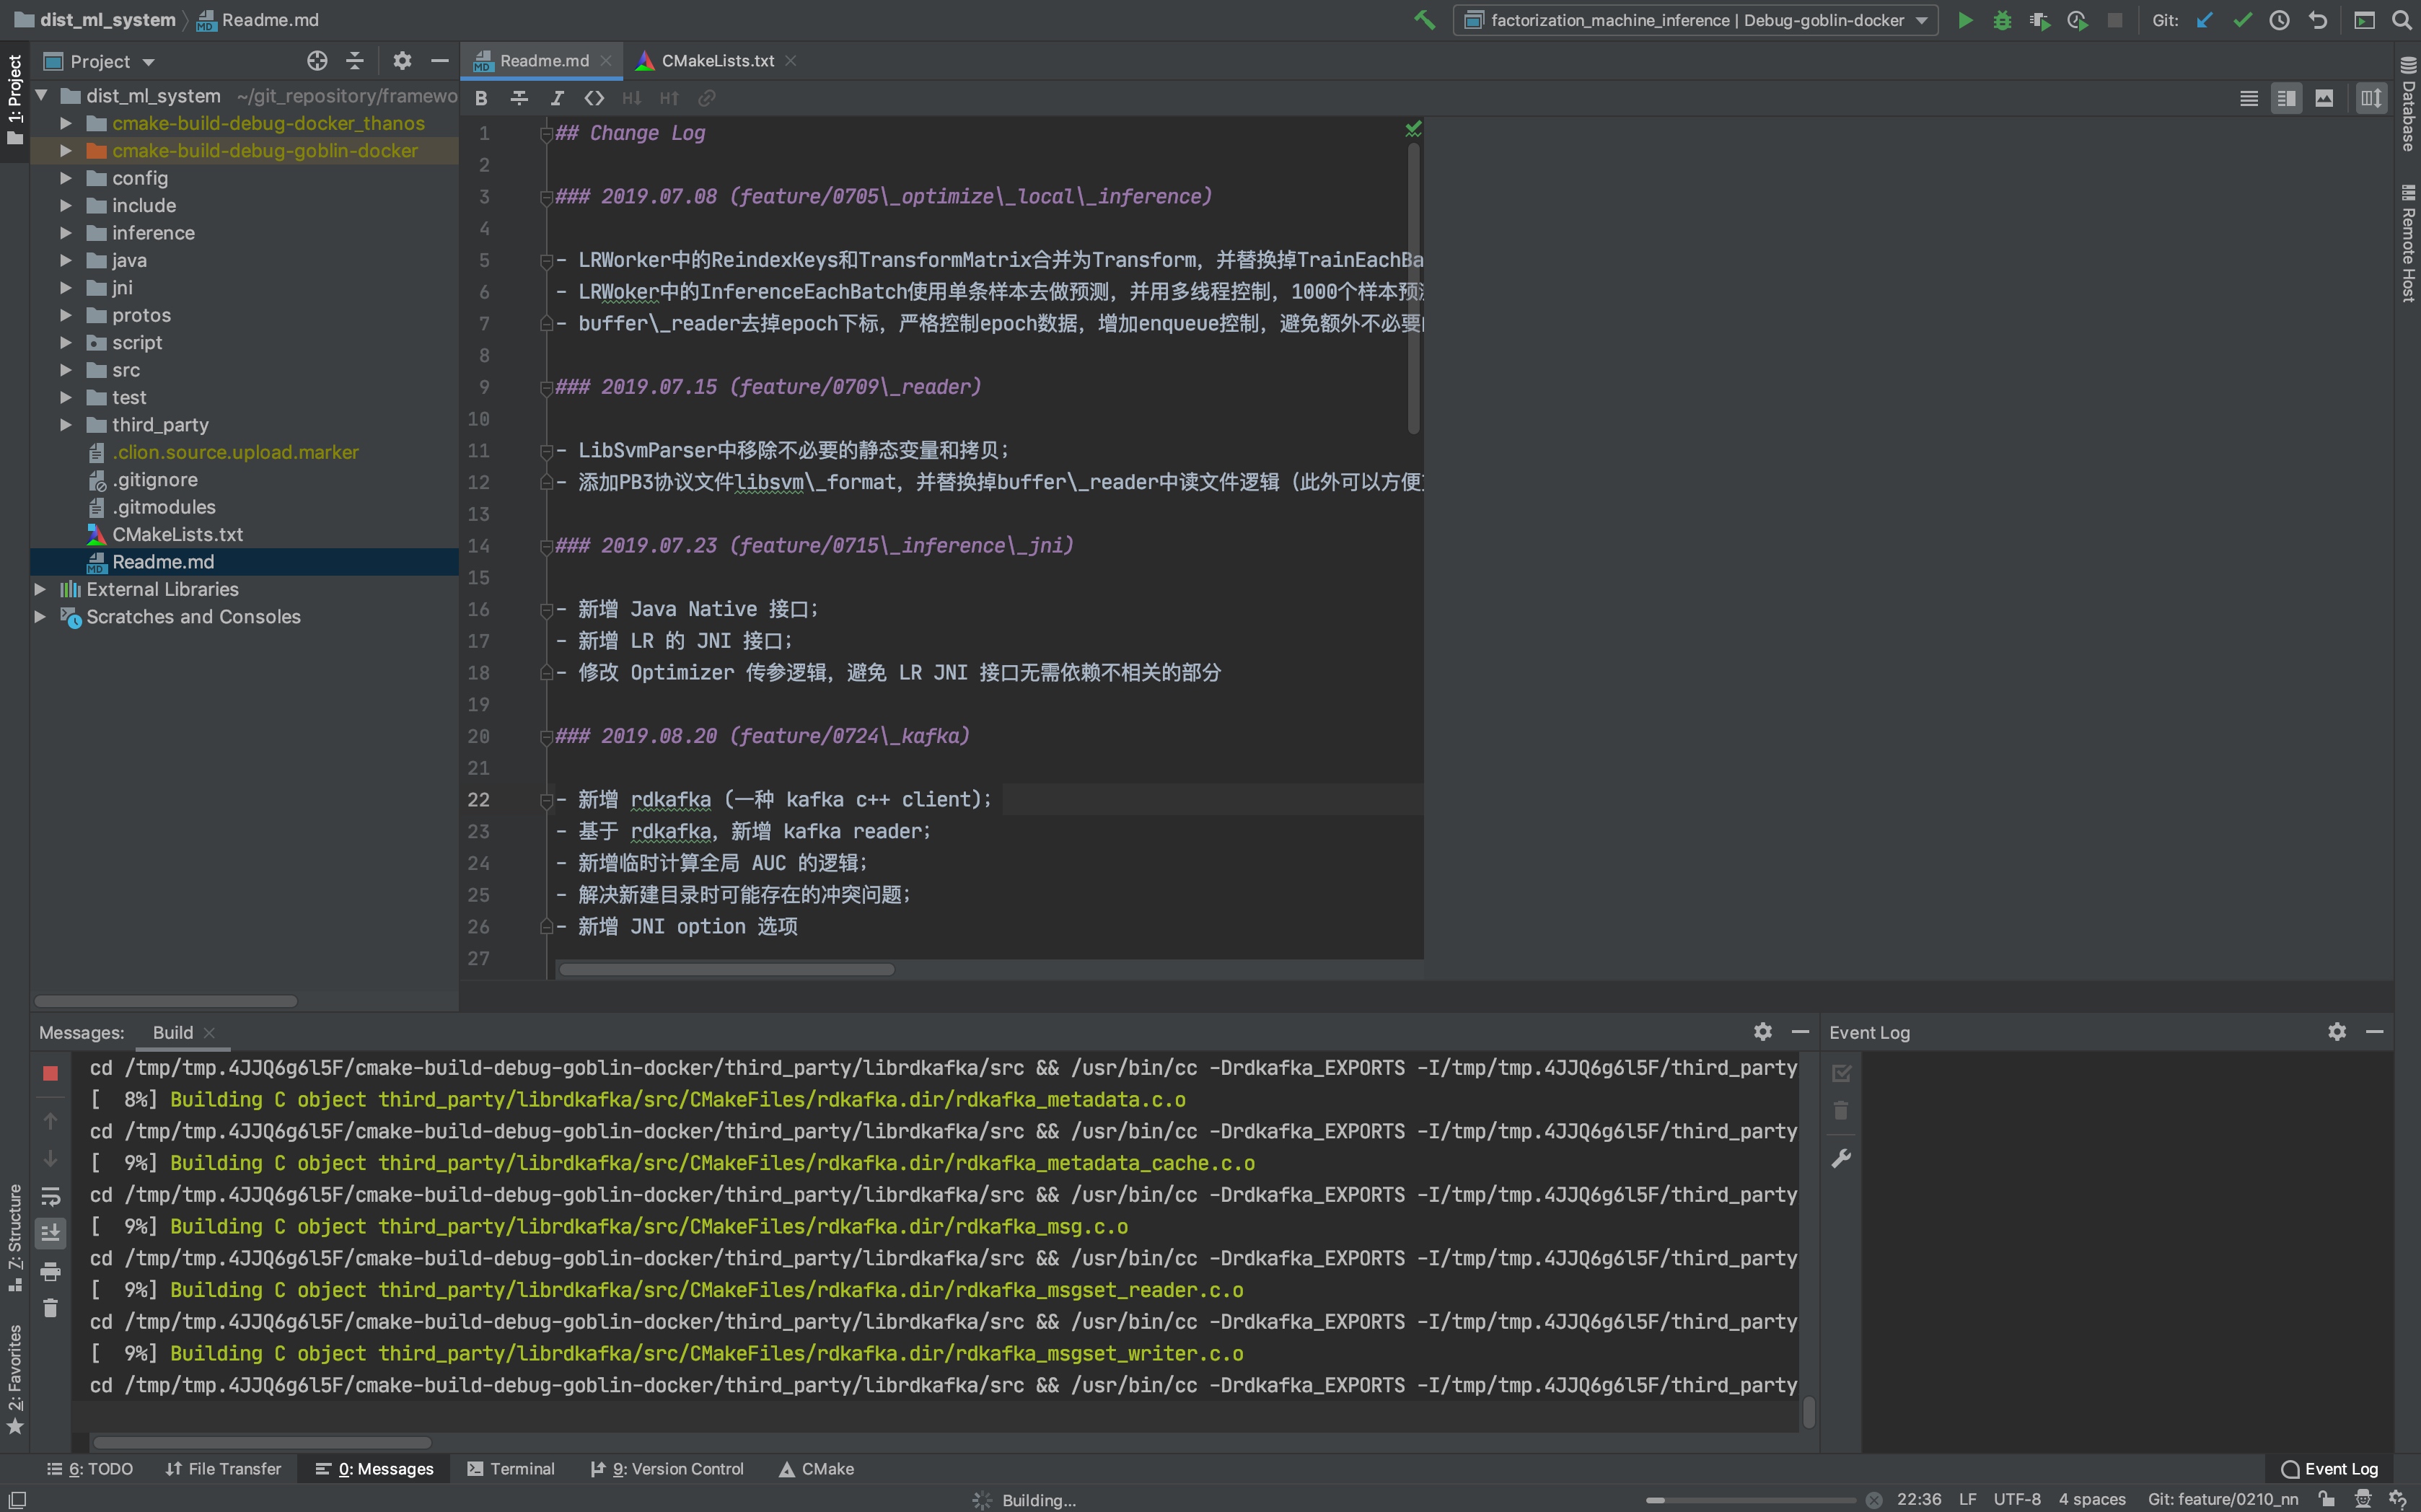 dist_ml_system
Readme.md
factorization_machine_inference | Debug-goblin-docker
Git:
1: Project
Project
Readme.md
CMakeLists.txt
Database
Remote Host
dist_ml_system ~/git_repository/framewo
cmake-build-debug-docker_thanos
cmake-build-debug-goblin-docker
config
include
inference
java
jni
protos
script
src
test
third_party
.clion.source.upload.marker
.gitignore
.gitmodules
CMakeLists.txt
Readme.md
External Libraries
Scratches and Consoles
B I <> H↓ H↑
1 ## Change Log
2
3 ### 2019.07.08 (feature/0705\_optimize\_local\_inference)
4
5 - LRWorker中的ReindexKeys和TransformMatrix合并为Transform，并替换掉TrainEachBa
6 - LRWoker中的InferenceEachBatch使用单条样本去做预测，并用多线程控制，1000个样本预
7 - buffer\_reader去掉epoch下标，严格控制epoch数据，增加enqueue控制，避免额外不必要
8
9 ### 2019.07.15 (feature/0709\_reader)
10
11 - LibSvmParser中移除不必要的静态变量和拷贝；
12 - 添加PB3协议文件libsvm\_format，并替换掉buffer\_reader中读文件逻辑（此外可以方便
13
14 ### 2019.07.23 (feature/0715\_inference\_jni)
15
16 - 新增 Java Native 接口；
17 - 新增 LR 的 JNI 接口；
18 - 修改 Optimizer 传参逻辑，避免 LR JNI 接口无需依赖不相关的部分
19
20 ### 2019.08.20 (feature/0724\_kafka)
21
22 - 新增 rdkafka (一种 kafka c++ client)；
23 - 基于 rdkafka，新增 kafka reader；
24 - 新增临时计算全局 AUC 的逻辑；
25 - 解决新建目录时可能存在的冲突问题；
26 - 新增 JNI option 选项
27
Messages: Build
Event Log
cd /tmp/tmp.4JJQ6g6l5F/cmake-build-debug-goblin-docker/third_party/librdkafka/src && /usr/bin/cc -Drdkafka_EXPORTS -I/tmp/tmp.4JJQ6g6l5F/third_party
[  8%] Building C object third_party/librdkafka/src/CMakeFiles/rdkafka.dir/rdkafka_metadata.c.o
cd /tmp/tmp.4JJQ6g6l5F/cmake-build-debug-goblin-docker/third_party/librdkafka/src && /usr/bin/cc -Drdkafka_EXPORTS -I/tmp/tmp.4JJQ6g6l5F/third_party
[  9%] Building C object third_party/librdkafka/src/CMakeFiles/rdkafka.dir/rdkafka_metadata_cache.c.o
cd /tmp/tmp.4JJQ6g6l5F/cmake-build-debug-goblin-docker/third_party/librdkafka/src && /usr/bin/cc -Drdkafka_EXPORTS -I/tmp/tmp.4JJQ6g6l5F/third_party
[  9%] Building C object third_party/librdkafka/src/CMakeFiles/rdkafka.dir/rdkafka_msg.c.o
cd /tmp/tmp.4JJQ6g6l5F/cmake-build-debug-goblin-docker/third_party/librdkafka/src && /usr/bin/cc -Drdkafka_EXPORTS -I/tmp/tmp.4JJQ6g6l5F/third_party
[  9%] Building C object third_party/librdkafka/src/CMakeFiles/rdkafka.dir/rdkafka_msgset_reader.c.o
cd /tmp/tmp.4JJQ6g6l5F/cmake-build-debug-goblin-docker/third_party/librdkafka/src && /usr/bin/cc -Drdkafka_EXPORTS -I/tmp/tmp.4JJQ6g6l5F/third_party
[  9%] Building C object third_party/librdkafka/src/CMakeFiles/rdkafka.dir/rdkafka_msgset_writer.c.o
cd /tmp/tmp.4JJQ6g6l5F/cmake-build-debug-goblin-docker/third_party/librdkafka/src && /usr/bin/cc -Drdkafka_EXPORTS -I/tmp/tmp.4JJQ6g6l5F/third_party
Z: Structure
2: Favorites
6: TODO File Transfer 0: Messages Terminal 9: Version Control CMake Event Log
Building... 22:36 LF UTF-8 4 spaces Git: feature/0210_nn